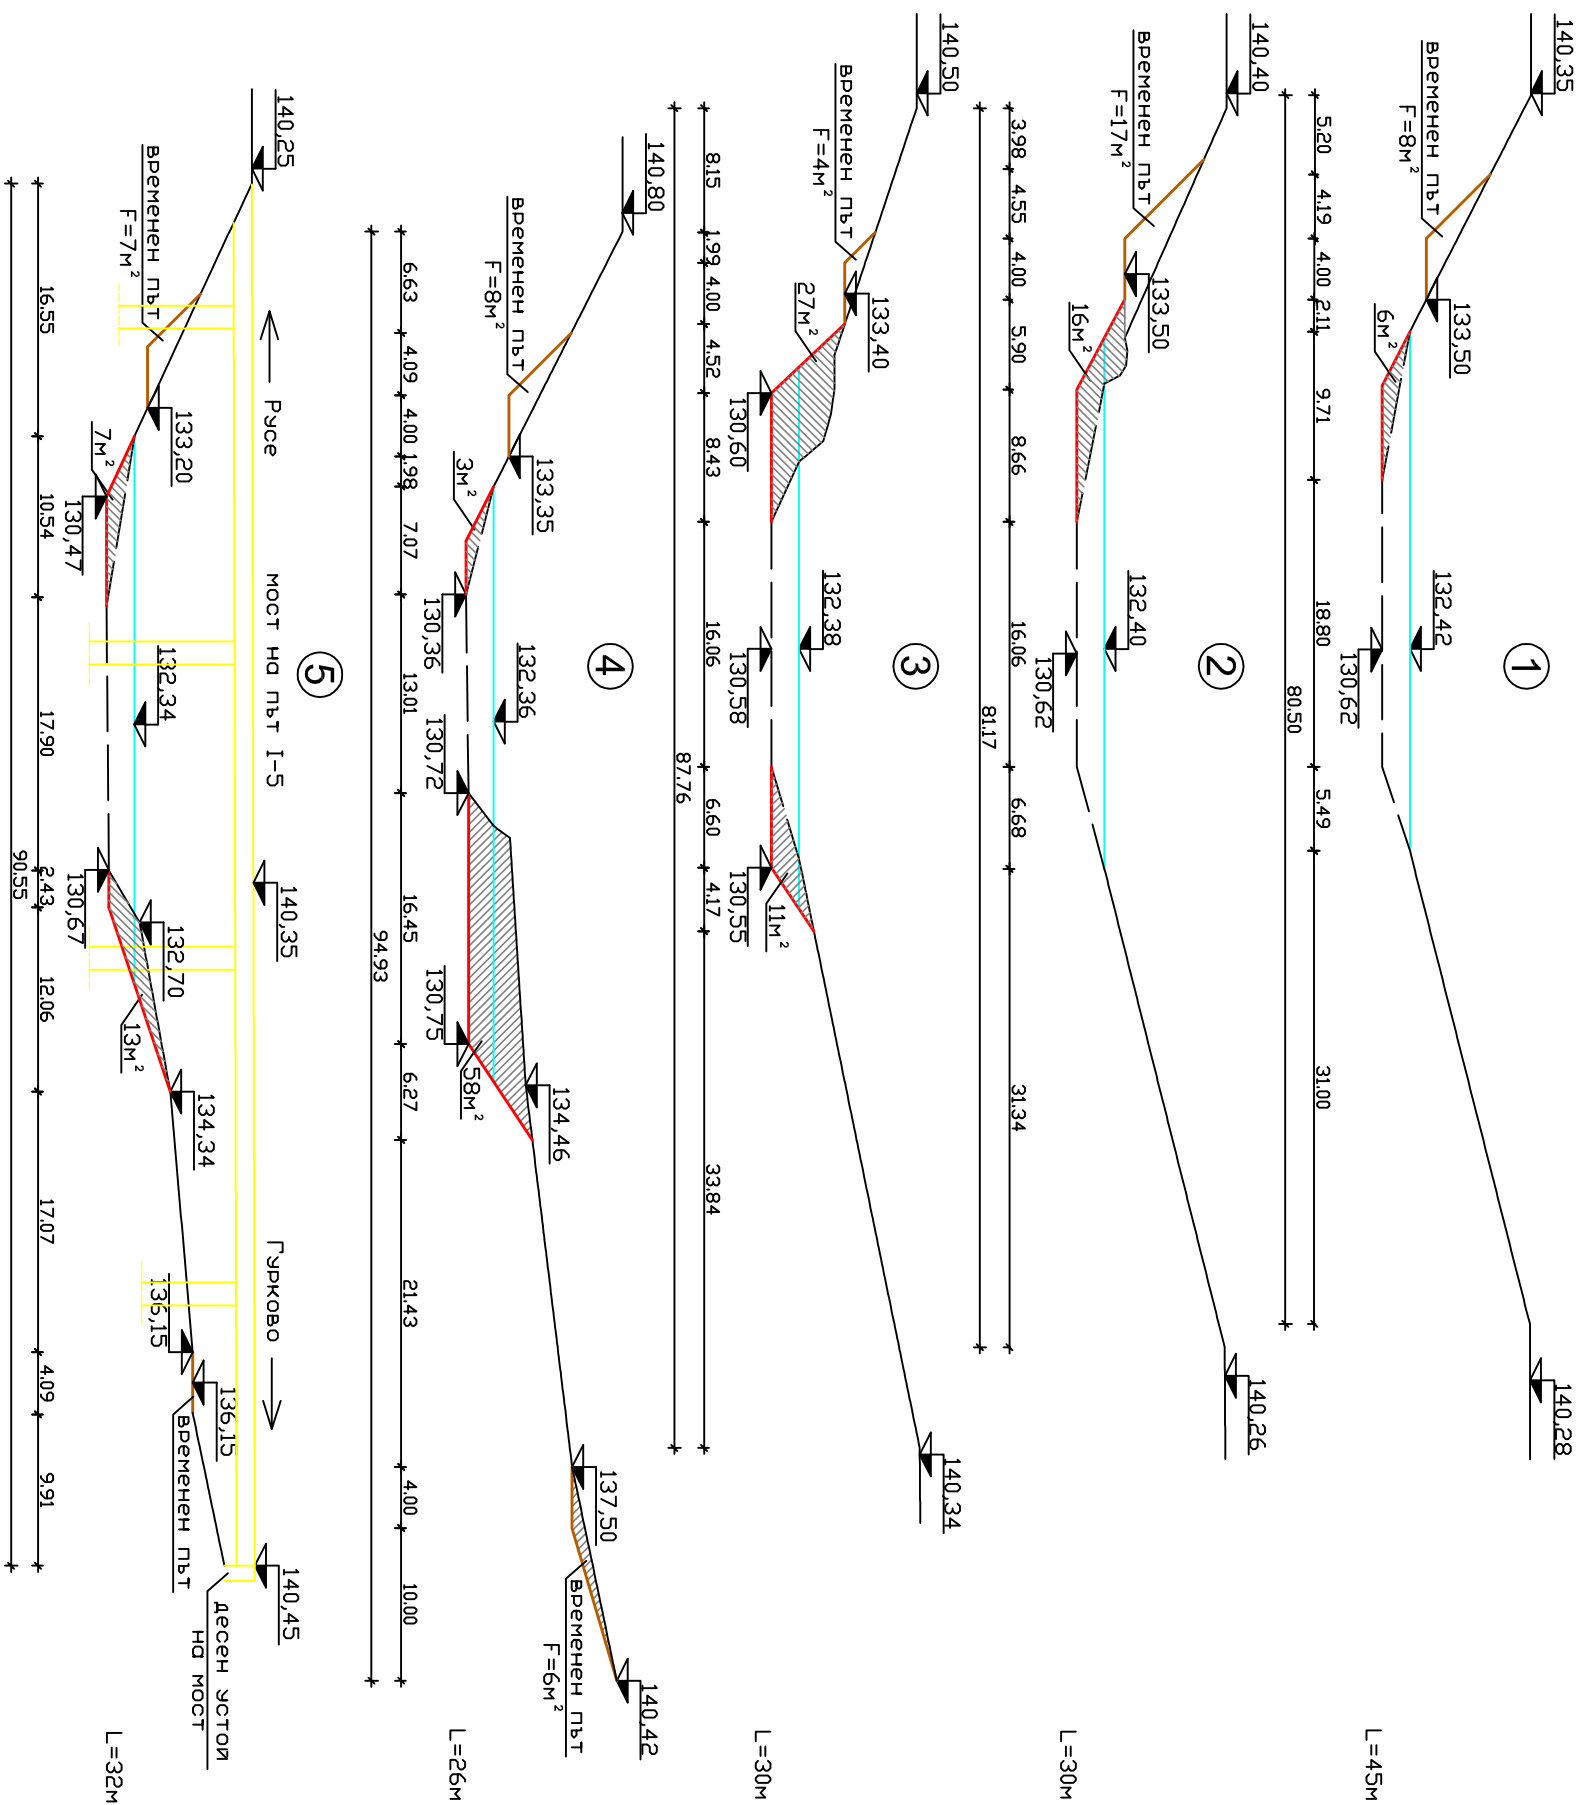 140,35
133,50
132,42
130,62
140,28
временен път
F=8м²
6м²
1
5.20
4.19
4.00
2.11
9.71
18.80
5.49
31.00
80.50
L=45м
140,40
133,50
132,40
130,62
140,26
временен път
F=17м²
16м²
2
3.98
4.55
4.00
5.90
8.66
16.06
6.68
31.34
81.17
L=30м
140,50
133,40
130,60
132,38
130,58
130,55
140,34
временен път
F=4м²
27м²
11м²
3
8.15
1.99
4.00
4.52
8.43
16.06
6.60
4.17
33.84
87.76
L=30м
140,80
133,35
130,36
132,36
130,72
130,75
134,46
137,50
140,42
временен път
F=8м²
3м²
58м²
временен път
F=6м²
4
6.63
4.09
4.00
1.98
7.07
13.01
16.45
6.27
21.43
4.00
10.00
94.93
L=26м
5
Русе
мост на път I-5
Гурково
140,25
140,35
140,45
133,20
130,47
132,34
130,67
132,70
134,34
136,15
136,15
временен път
F=7м²
7м²
13м²
временен път
десен устой
на мост
16.55
10.54
17.90
2.43
12.06
17.07
4.09
9.91
90.55
L=32м